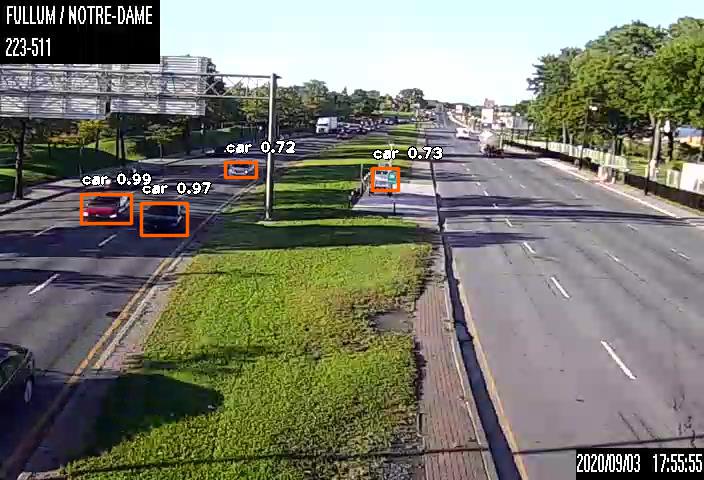 FULLUM / NOTRE-DAME
223-511
car 0.72
car 0.73
car 0.99
car 0.97
2020/09/03 17:55:55